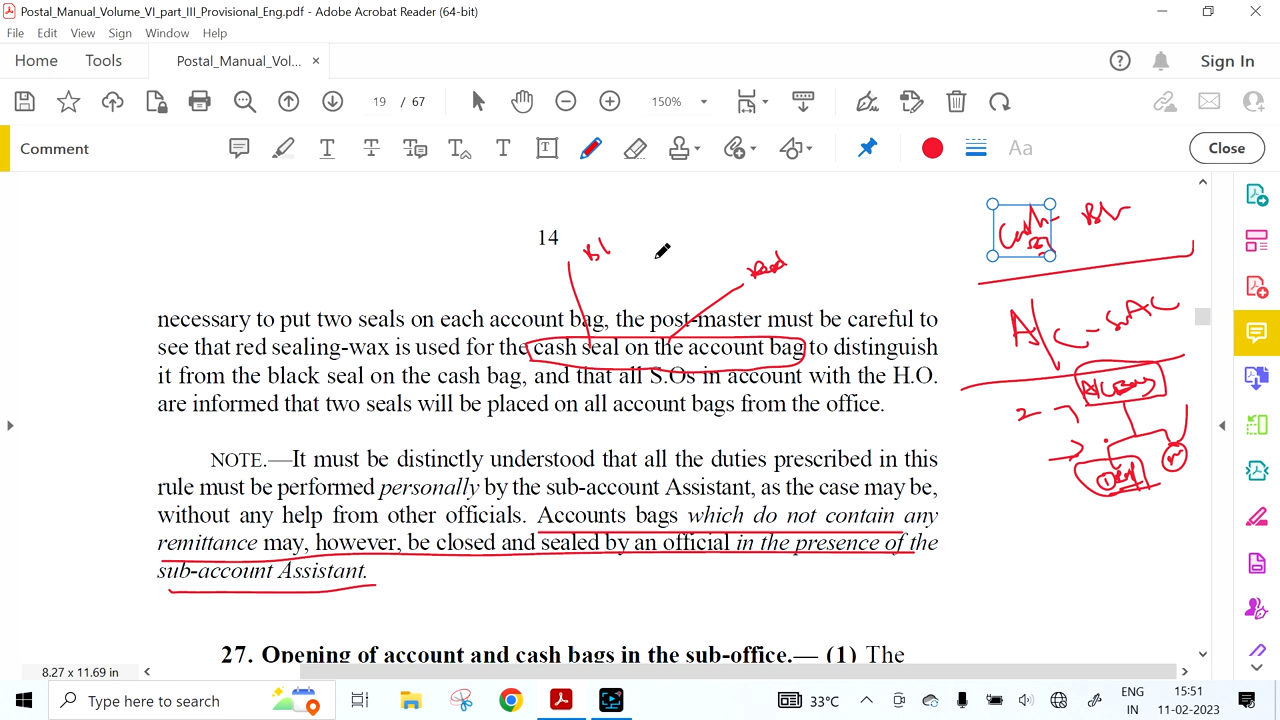 Postal_Manual_Volume_VI_part_III_Provisional_Eng.pdf - Adobe Acrobat Reader (64-bit)
File Edit View Sign Window Help
Home Tools Postal_Manual_Vol... × Sign In
19 / 67 150%
Comment Aa Close
14
Cash
Bl
Red
necessary to put two seals on each account bag, the post-master must be careful to
see that red sealing-wax is used for the cash seal on the account bag to distinguish
it from the black seal on the cash bag, and that all S.Os in account with the H.O.
are informed that two seals will be placed on all account bags from the office.
A/C - SAC
A/C Bag
NOTE.—It must be distinctly understood that all the duties prescribed in this
rule must be performed personally by the sub-account Assistant, as the case may be,
without any help from other officials. Accounts bags which do not contain any
remittance may, however, be closed and sealed by an official in the presence of the
sub-account Assistant.
27. Opening of account and cash bags in the sub-office.— (1) The
8.27 x 11.69 in
Type here to search
33°C
ENG
IN
15:51
11-02-2023